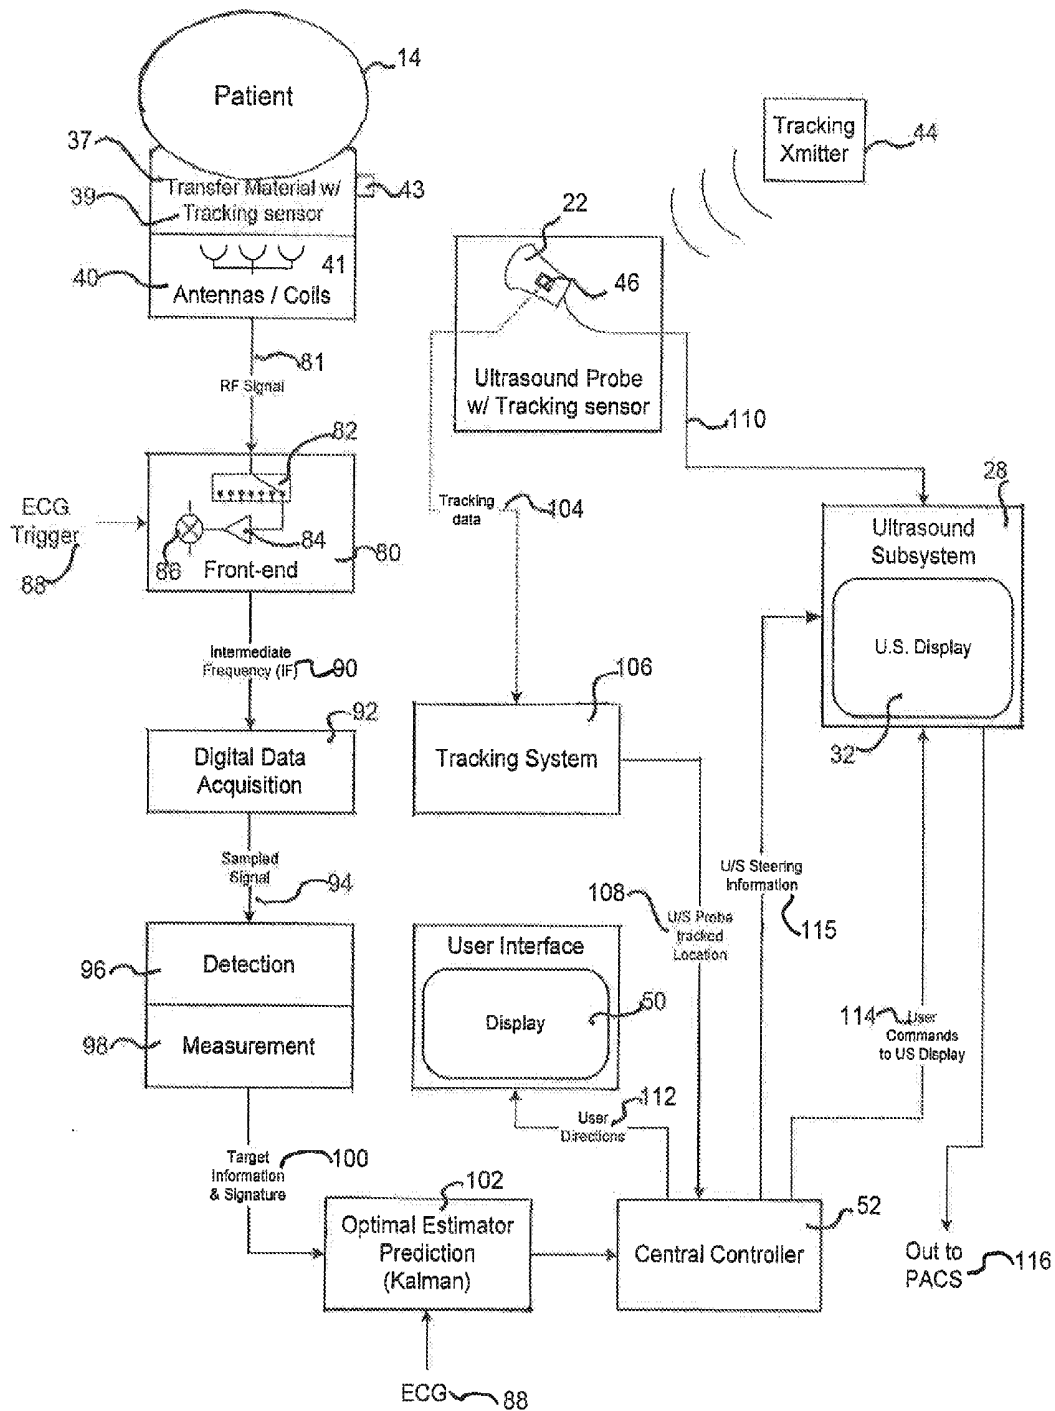 14
Patient
37
Transfer Material w/
Tracking sensor
43
39
41
40
Antennas / Coils
Tracking
Xmitter
44
22
46
Ultrasound Probe
w/ Tracking sensor
81
RF Signal
110
82
ECG
Trigger
88
86
84
80
Front-end
Tracking
data
104
28
Ultrasound
Subsystem
U.S. Display
32
Intermediate
Frequency (IF)
90
106
Tracking System
92
Digital Data
Acquisition
Sampled
Signal
94
U/S Steering
Information
115
108
U/S Probe
tracked
Location
96
Detection
98
Measurement
User Interface
50
Display
114
User
Commands
to US Display
112
User
Directions
Target
Information
& Signature
100
102
Optimal Estimator
Prediction
(Kalman)
52
Central Controller
Out to
PACS
116
ECG
88